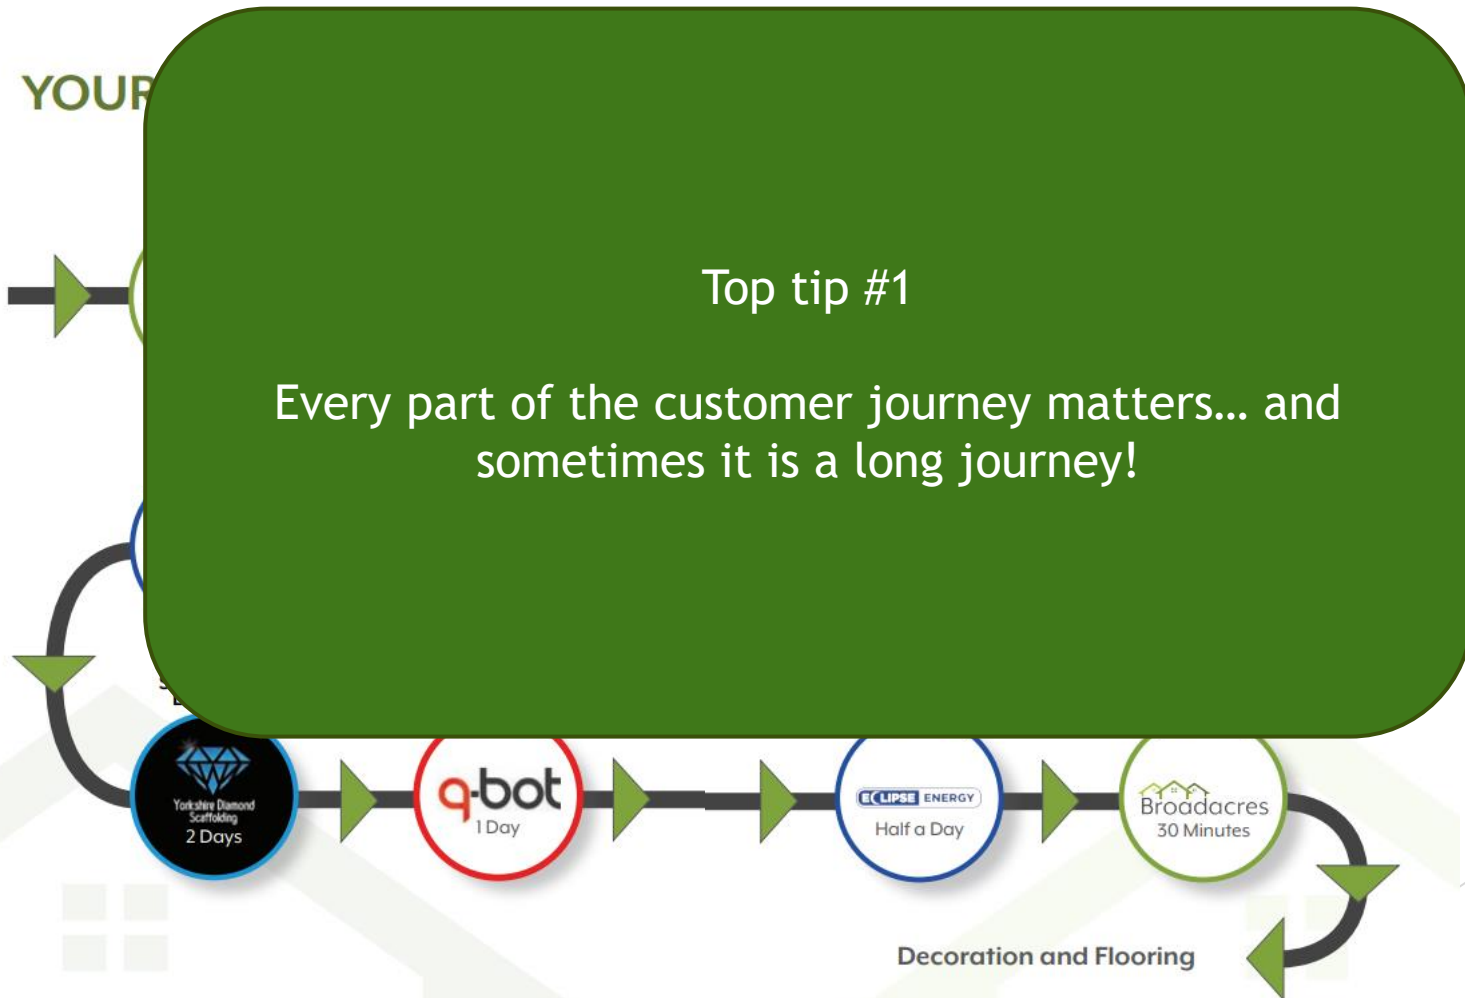 YOUR
Top tip #1
Every part of the customer journey matters… and
sometimes it is a long journey!
Yorkshire Diamond
Scaffolding
2 Days
q-bot
1 Day
ECLIPSE ENERGY
Half a Day
Broadacres
30 Minutes
Decoration and Flooring